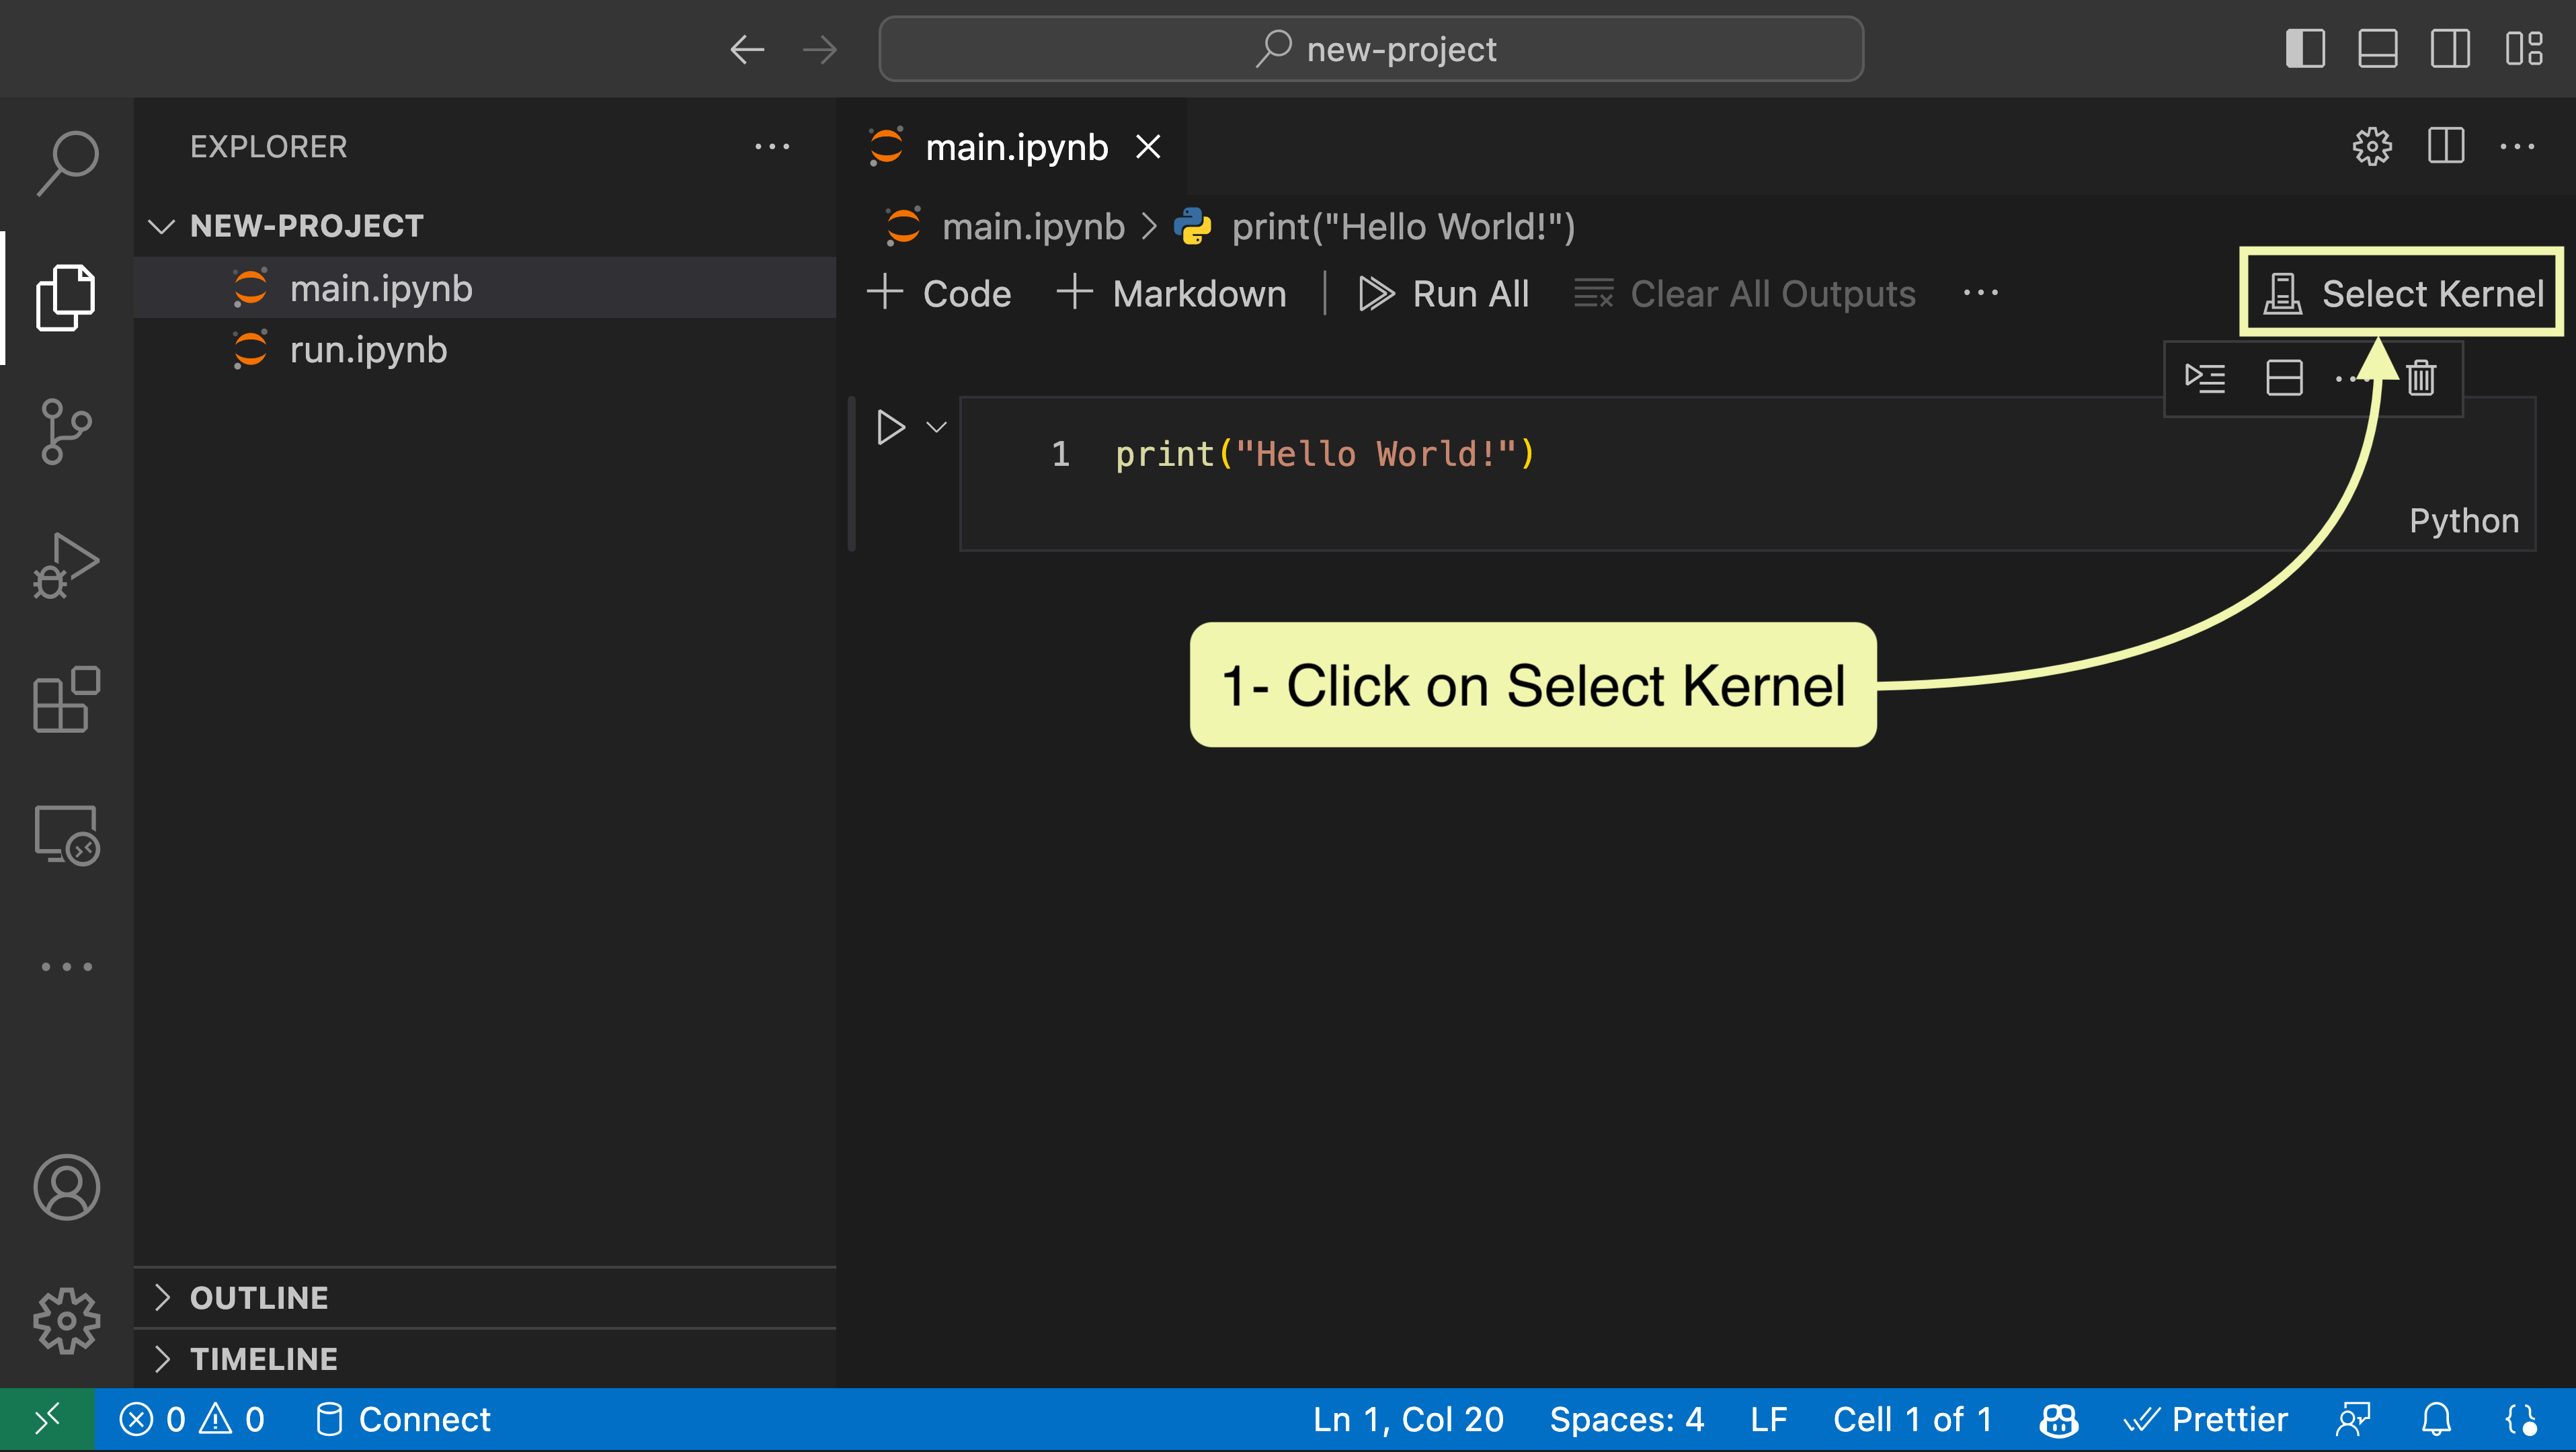 new-project
EXPLORER
NEW-PROJECT
main.ipynb
run.ipynb
OUTLINE
TIMELINE
main.ipynb
main.ipynb print("Hello World!")
Code Markdown Run All Clear All Outputs Select Kernel
1 print("Hello World!")
Python
1- Click on Select Kernel
0 0 Connect Ln 1, Col 20 Spaces: 4 LF Cell 1 of 1 Prettier